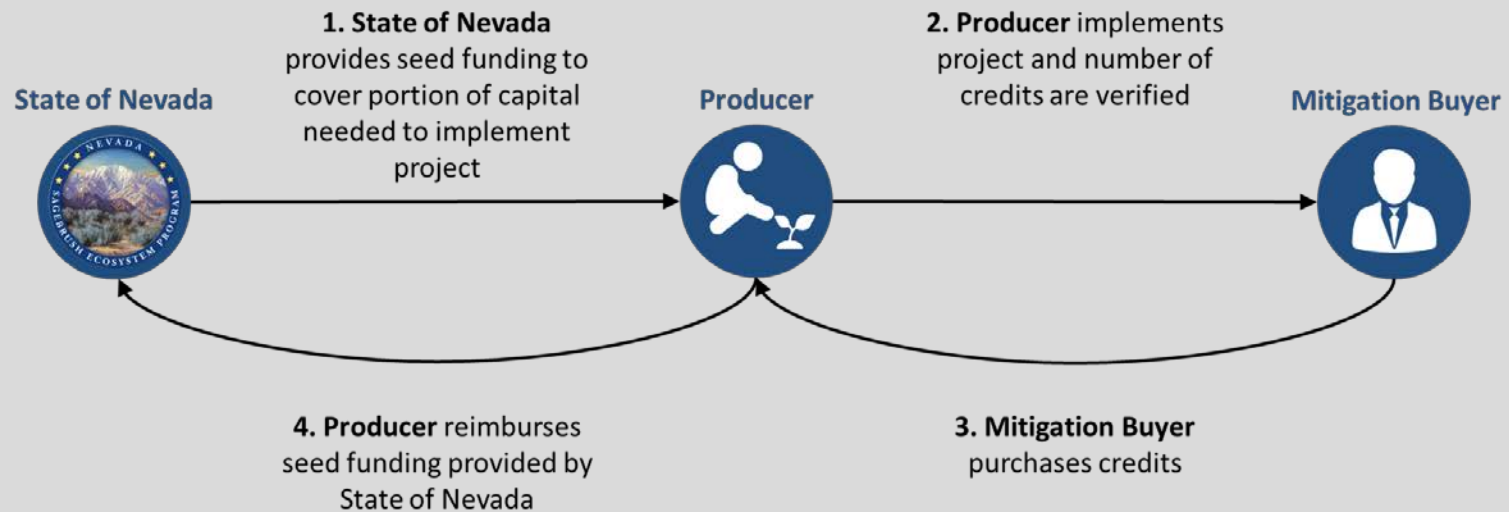 1. State of Nevada
provides seed funding to
cover portion of capital
needed to implement
project
2. Producer implements
project and number of
credits are verified
State of Nevada
Producer
Mitigation Buyer
NEVADA
SAGEBRUSH ECOSYSTEM PROGRAM
4. Producer reimburses
seed funding provided by
State of Nevada
3. Mitigation Buyer
purchases credits